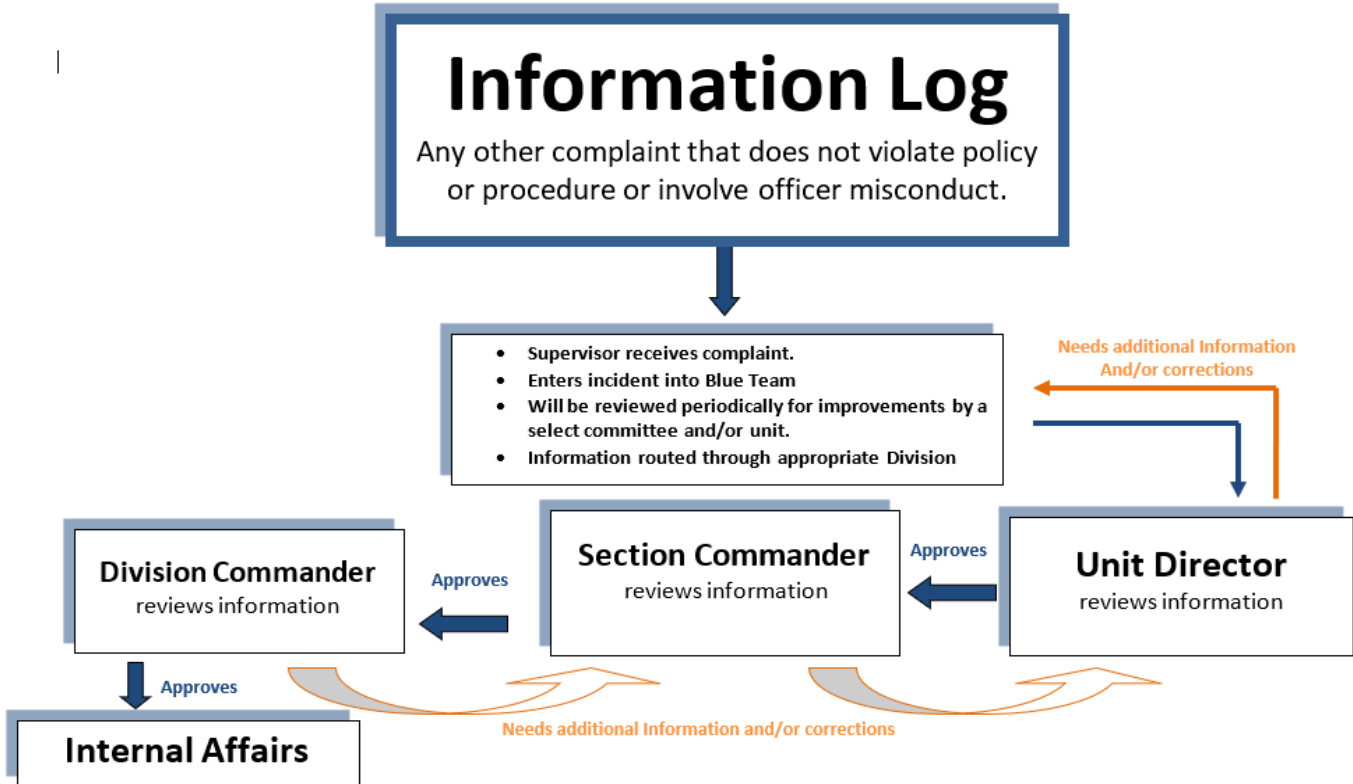 Information Log
Any other complaint that does not violate policy
or procedure or involve officer misconduct.
• Supervisor receives complaint.
• Enters incident into Blue Team
• Will be reviewed periodically for improvements by a
select committee and/or unit.
• Information routed through appropriate Division
Needs additional Information
And/or corrections
Division Commander
reviews information
Approves
Section Commander
reviews information
Approves
Unit Director
reviews information
Approves
Needs additional Information and/or corrections
Internal Affairs